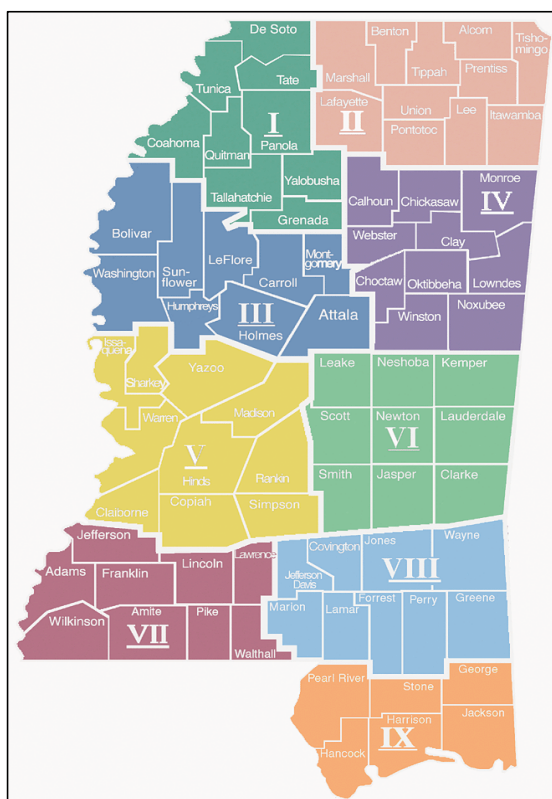 De Soto
Tunica
Tate
I
Panola
Coahoma
Quitman
Tallahatchie
Yalobusha
Grenada
Benton
Alcorn
Tisho-
mingo
Marshall
Tippah
Prentiss
Lafayette
II
Union
Lee
Itawamba
Pontotoc
Bolivar
Washington
Sun-
flower
LeFlore
Carroll
Mont-
gomery
Humphreys
III
Holmes
Attala
Monroe
IV
Calhoun
Chickasaw
Webster
Clay
Choctaw
Oktibbeha
Lowndes
Winston
Noxubee
Issa-
quena
Sharkey
Yazoo
Warren
Madison
V
Hinds
Rankin
Claiborne
Copiah
Simpson
Leake
Neshoba
Kemper
Scott
Newton
Lauderdale
VI
Smith
Jasper
Clarke
Jefferson
Adams
Franklin
Lincoln
Lawrence
Wilkinson
Amite
VII
Pike
Walthall
Covington
Jones
Wayne
VIII
Jefferson
Davis
Marion
Lamar
Forrest
Perry
Greene
Pearl River
Stone
George
Harrison
IX
Hancock
Jackson